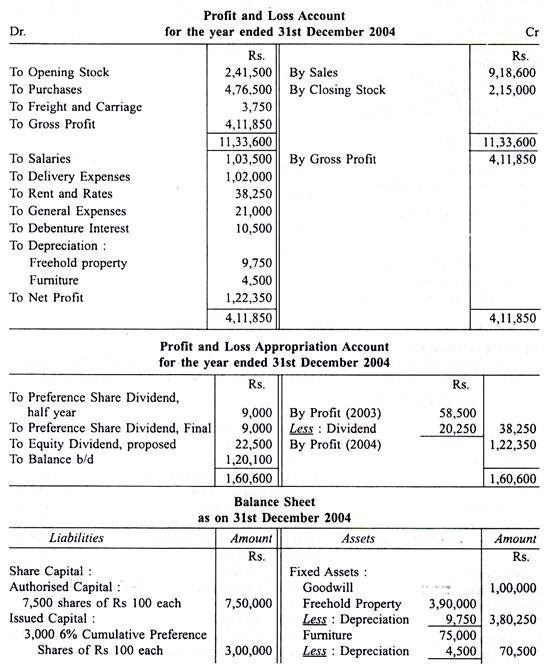 Profit and Loss Account
Dr. for the year ended 31st December 2004 Cr
Rs. Rs.
To Opening Stock 2,41,500 By Sales 9,18,600
To Purchases 4,76,500 By Closing Stock 2,15,000
To Freight and Carriage 3,750
To Gross Profit 4,11,850
11,33,600 11,33,600
To Salaries 1,03,500 By Gross Profit 4,11,850
To Delivery Expenses 1,02,000
To Rent and Rates 38,250
To General Expenses 21,000
To Debenture Interest 10,500
To Depreciation :
Freehold property 9,750
Furniture 4,500
To Net Profit 1,22,350
4,11,850 4,11,850
Profit and Loss Appropriation Account
for the year ended 31st December 2004
Rs. Rs.
To Preference Share Dividend,
half year 9,000 By Profit (2003) 58,500
To Preference Share Dividend, Final 9,000 Less : Dividend 20,250 38,250
To Equity Dividend, proposed 22,500 By Profit (2004) 1,22,350
To Balance b/d 1,20,100
1,60,600 1,60,600
Balance Sheet
as on 31st December 2004
Liabilities Amount Assets Amount
Rs. Rs.
Share Capital : Fixed Assets :
Authorised Capital : Goodwill 1,00,000
7,500 shares of Rs 100 each 7,50,000 Freehold Property 3,90,000
Issued Capital : Less : Depreciation 9,750 3,80,250
3,000 6% Cumulative Preference Furniture 75,000
Shares of Rs 100 each 3,00,000 Less : Depreciation 4,500 70,500